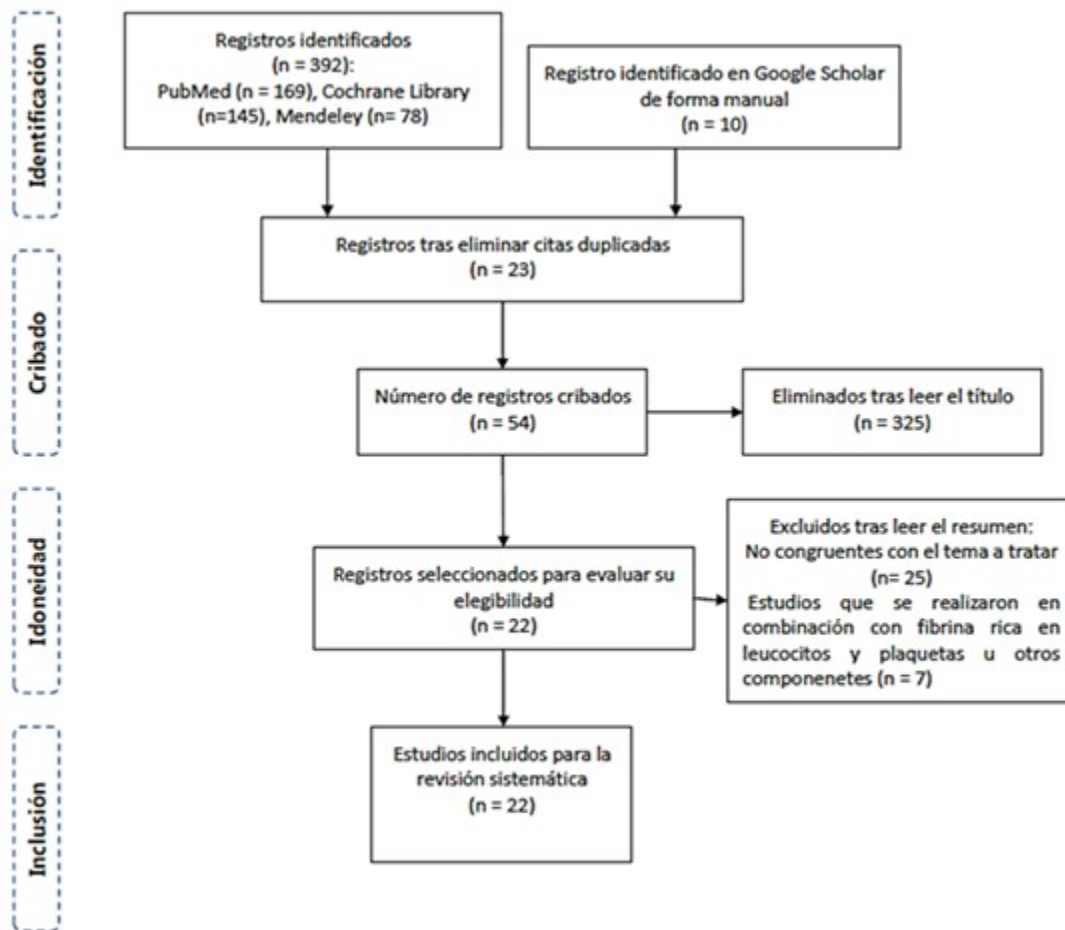 Identificación
Registros identificados
(n = 392):
PubMed (n = 169), Cochrane Library
(n=145), Mendeley (n= 78)
Registro identificado en Google Scholar
de forma manual
(n = 10)
Registros tras eliminar citas duplicadas
(n = 23)
Cribado
Número de registros cribados
(n = 54)
Eliminados tras leer el título
(n = 325)
Idoneidad
Registros seleccionados para evaluar su
elegibilidad
(n = 22)
Excluidos tras leer el resumen:
No congruentes con el tema a tratar
(n= 25)
Estudios que se realizaron en
combinación con fibrina rica en
leucocitos y plaquetas u otros
componenetes (n = 7)
Inclusión
Estudios incluidos para la
revisión sistemática
(n = 22)